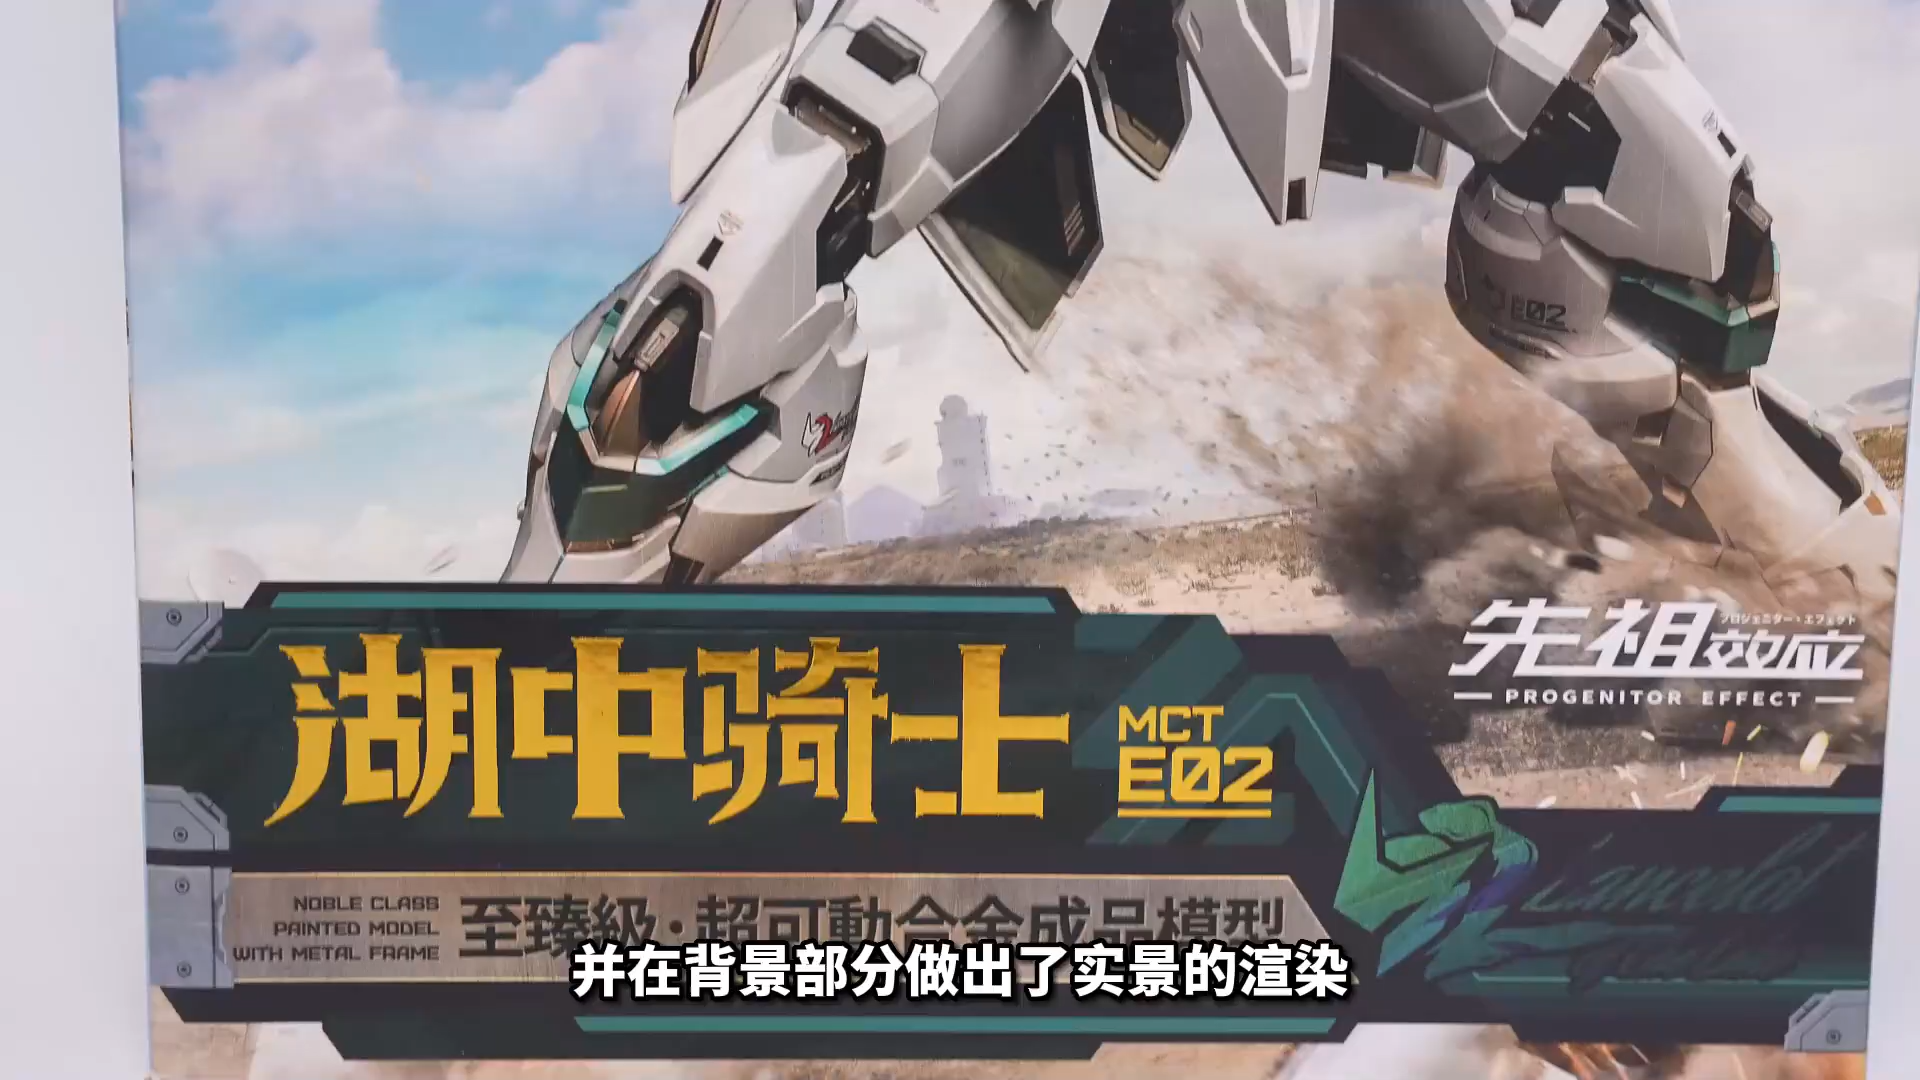 E02
先祖效应
プロジェニター・エフェクト
PROGENITOR EFFECT
湖中骑士
MCT
E02
Lancelot
NOBLE CLASS
PAINTED MODEL
WITH METAL FRAME
至臻級·超可動合金成品模型
并在背景部分做出了实景的渲染